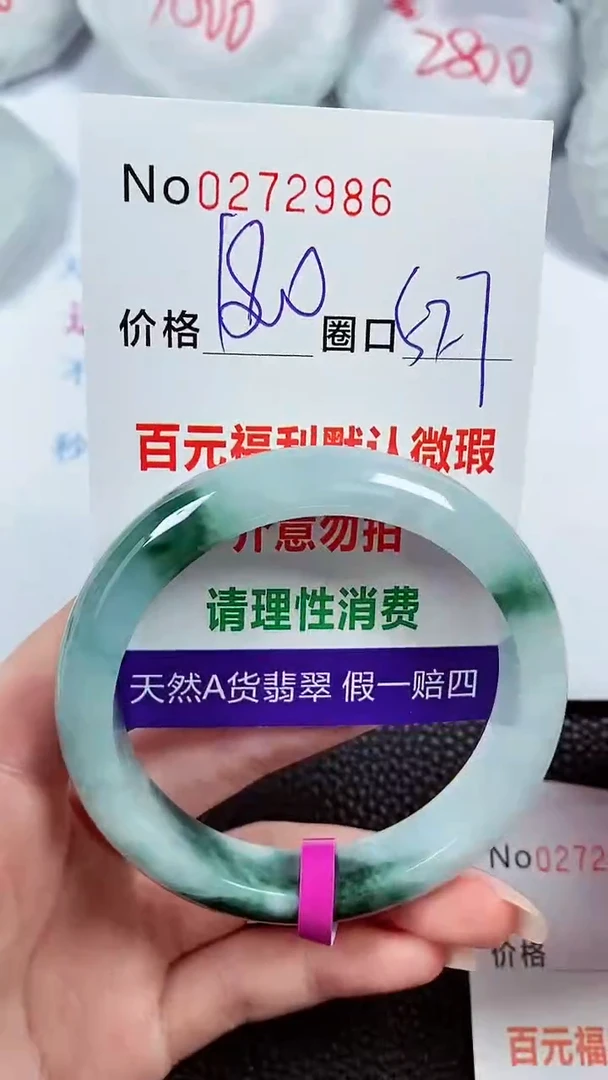 2800
No0272986
价格 180 圈口 527
百元福利默认微瑕
介意勿拍
请理性消费
天然A货翡翠 假一赔四
No0272
价格
百元福
秒